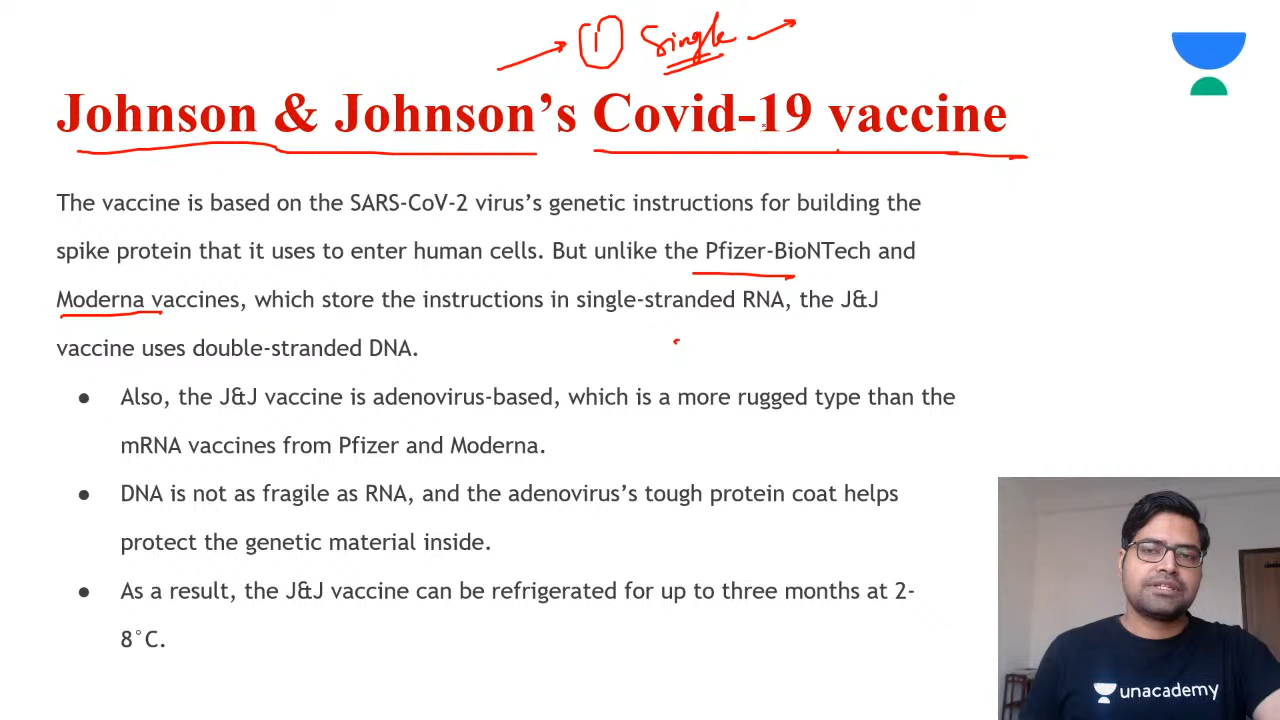 ① Single
Johnson & Johnson’s Covid-19 vaccine
The vaccine is based on the SARS-CoV-2 virus’s genetic instructions for building the
spike protein that it uses to enter human cells. But unlike the Pfizer-BioNTech and
Moderna vaccines, which store the instructions in single-stranded RNA, the J&J
vaccine uses double-stranded DNA.
● Also, the J&J vaccine is adenovirus-based, which is a more rugged type than the
mRNA vaccines from Pfizer and Moderna.
● DNA is not as fragile as RNA, and the adenovirus’s tough protein coat helps
protect the genetic material inside.
● As a result, the J&J vaccine can be refrigerated for up to three months at 2-
8°C.
unacademy